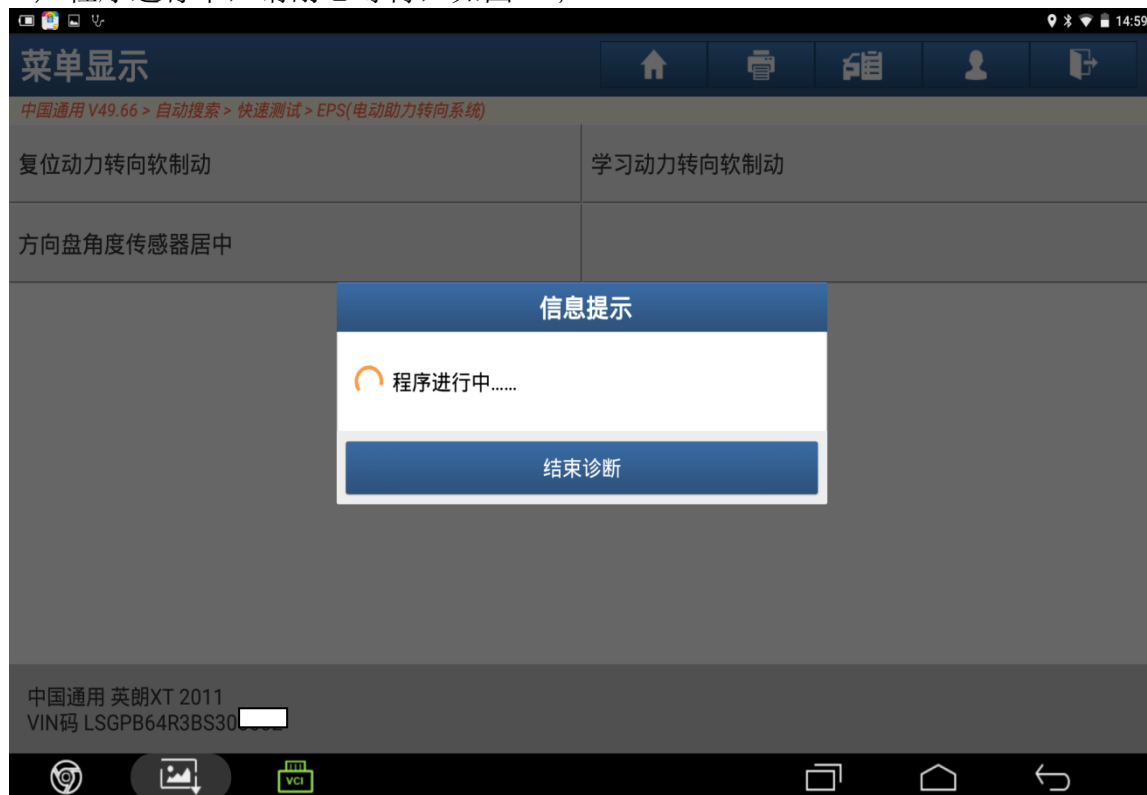 14:59
菜单显示
中国通用 V49.66 > 自动搜索 > 快速测试 > EPS(电动助力转向系统)
复位动力转向软制动
学习动力转向软制动
方向盘角度传感器居中
信息提示
程序进行中......
结束诊断
中国通用 英朗XT 2011
VIN码 LSGPB64R3BS30
VCI